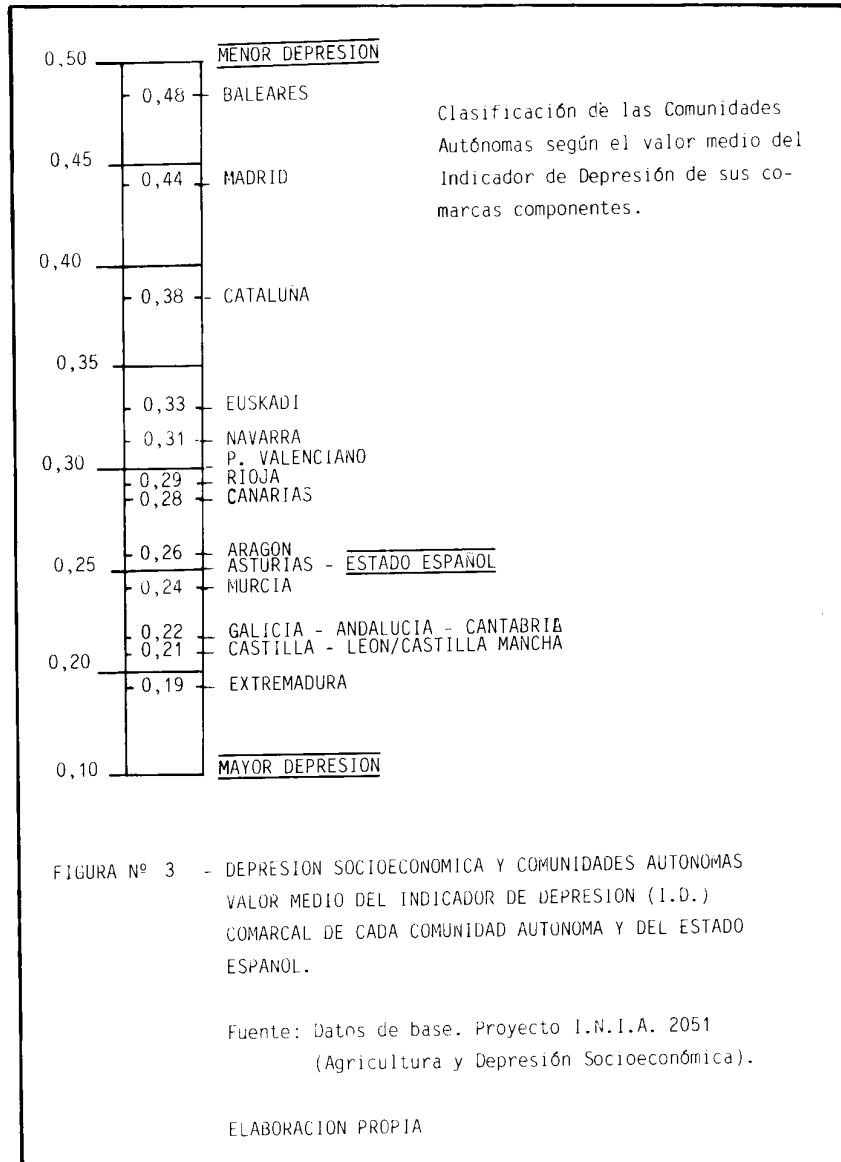 0,50 MENOR DEPRESION
0,48 BALEARES
Clasificación de las Comunidades
Autónomas según el valor medio del
Indicador de Depresión de sus co-
marcas componentes.
0,45
0,44 MADRID
0,40
0,38 CATALUÑA
0,35
0,33 EUSKADI
0,31 NAVARRA
P. VALENCIANO
0,30
0,29 RIOJA
0,28 CANARIAS
0,26 ARAGON
0,25 ASTURIAS - ESTADO ESPAÑOL
0,24 MURCIA
0,22 GALICIA - ANDALUCIA - CANTABRIA
0,21 CASTILLA - LEON/CASTILLA MANCHA
0,20
0,19 EXTREMADURA
0,10 MAYOR DEPRESION
FIGURA Nº 3 - DEPRESION SOCIOECONOMICA Y COMUNIDADES AUTONOMAS
VALOR MEDIO DEL INDICADOR DE DEPRESION (I.D.)
COMARCAL DE CADA COMUNIDAD AUTONOMA Y DEL ESTADO
ESPAÑOL.
Fuente: Datos de base. Proyecto I.N.I.A. 2051
(Agricultura y Depresión Socioeconómica).
ELABORACION PROPIA